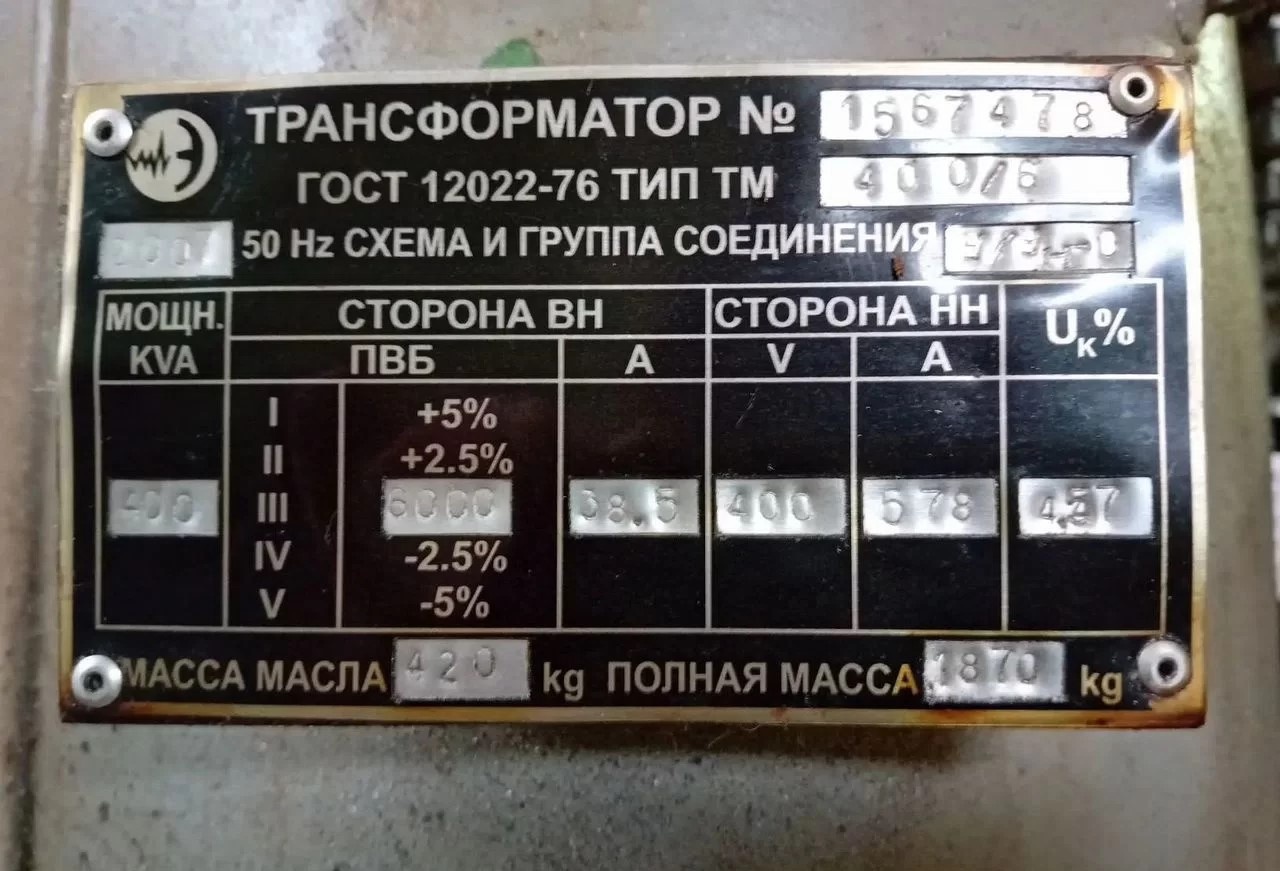 ТРАНСФОРМАТОР № 1567478
ГОСТ 12022-76 ТИП ТМ 400/6
2007 50 Hz СХЕМА И ГРУППА СОЕДИНЕНИЯ
МОЩН. KVA СТОРОНА ВН СТОРОНА НН Uк%
ПВБ А V А
I +5%
II +2.5%
400 III 6000 38.5 400 578
IV -2.5%
V -5%
МАССА МАСЛА 420 kg ПОЛНАЯ МАССА 1870 kg